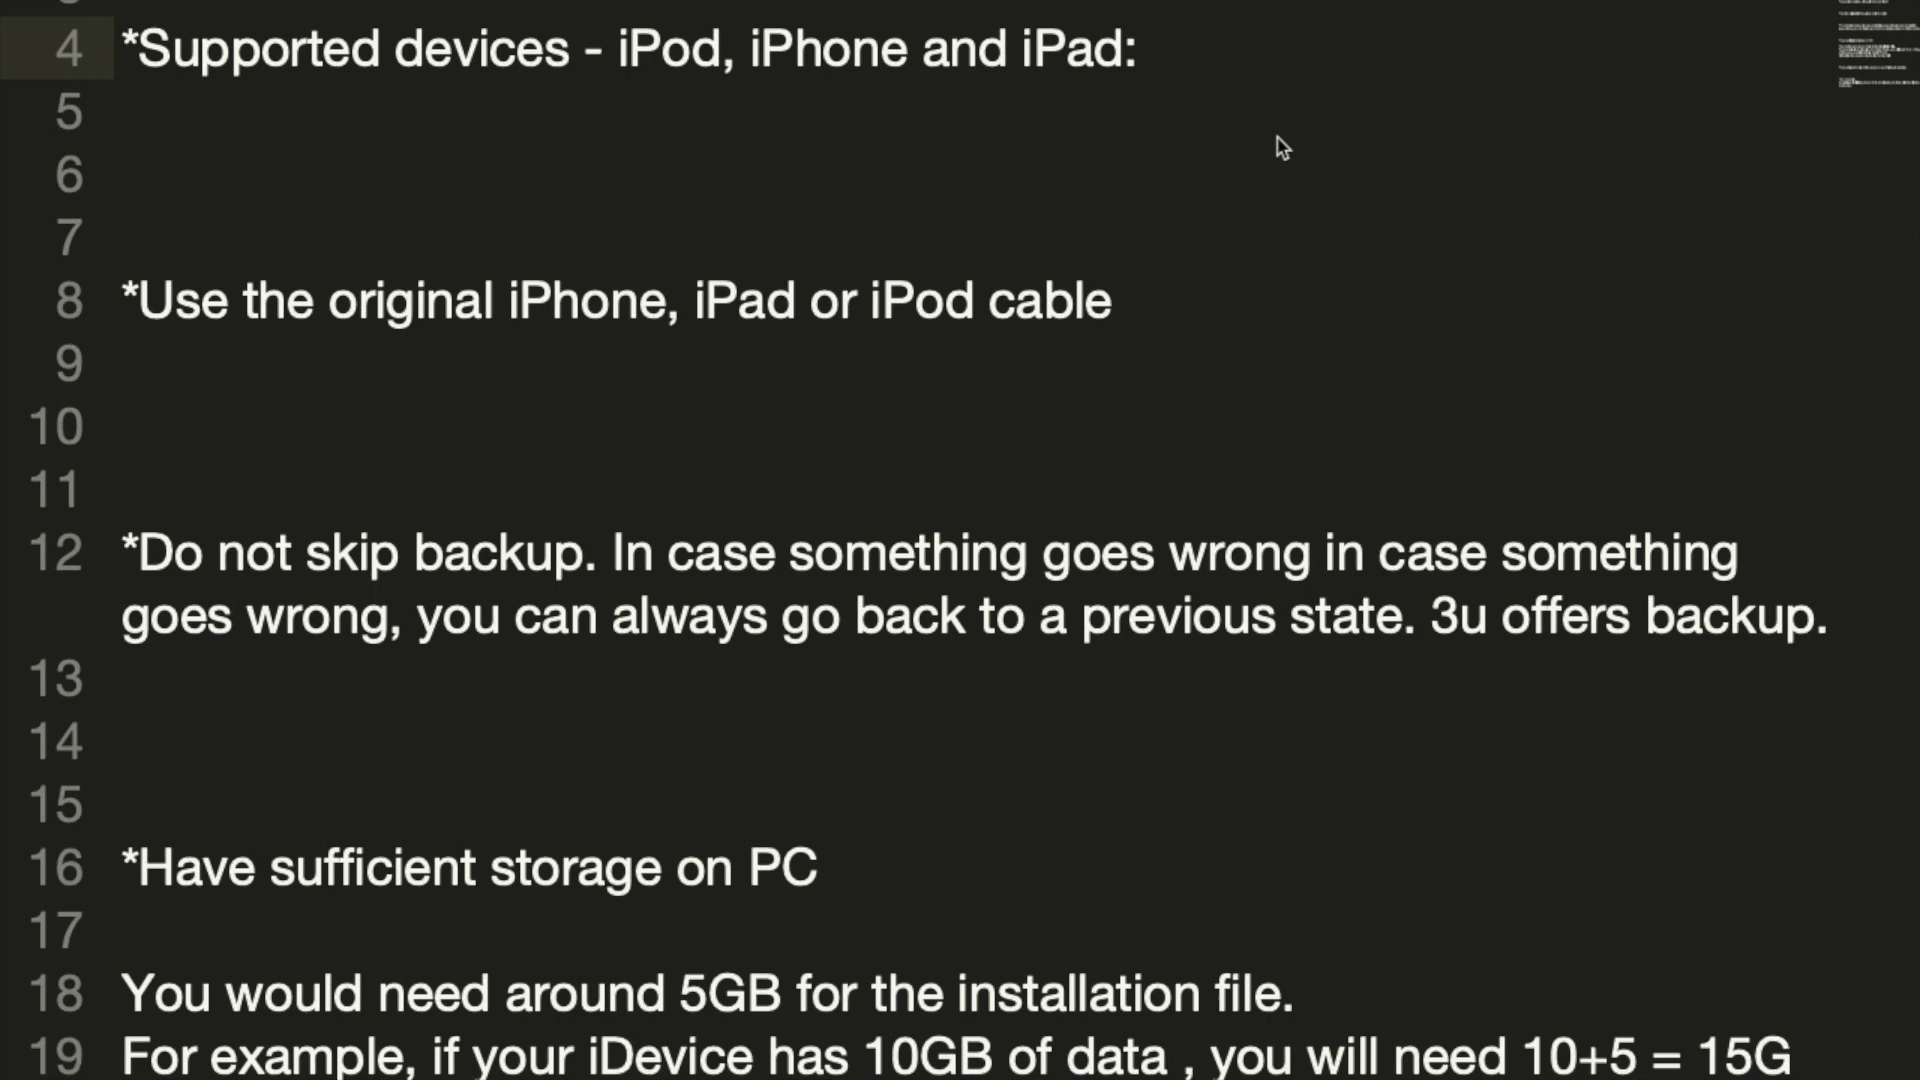 4 *Supported devices - iPod, iPhone and iPad:
5
6
7
8 *Use the original iPhone, iPad or iPod cable
9
10
11
12 *Do not skip backup. In case something goes wrong in case something
goes wrong, you can always go back to a previous state. 3u offers backup.
13
14
15
16 *Have sufficient storage on PC
17
18 You would need around 5GB for the installation file.
19 For example, if your iDevice has 10GB of data , you will need 10+5 = 15G